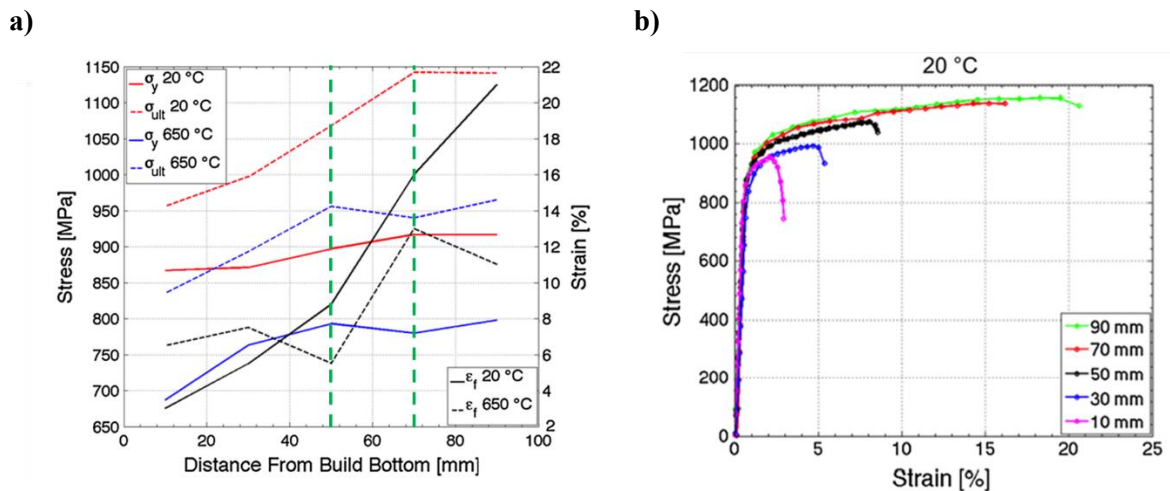 a)
b)
1150
1100
1050
1000
950
900
850
800
750
700
650
Stress [MPa]
σy 20 °C
σult 20 °C
σy 650 °C
σult 650 °C
εf 20 °C
εf 650 °C
22
20
18
16
14
12
10
8
6
4
2
Strain [%]
0 20 40 60 80 100
Distance From Build Bottom [mm]
20 °C
1200
1000
800
600
400
200
0
Stress [MPa]
90 mm
70 mm
50 mm
30 mm
10 mm
0 5 10 15 20 25
Strain [%]